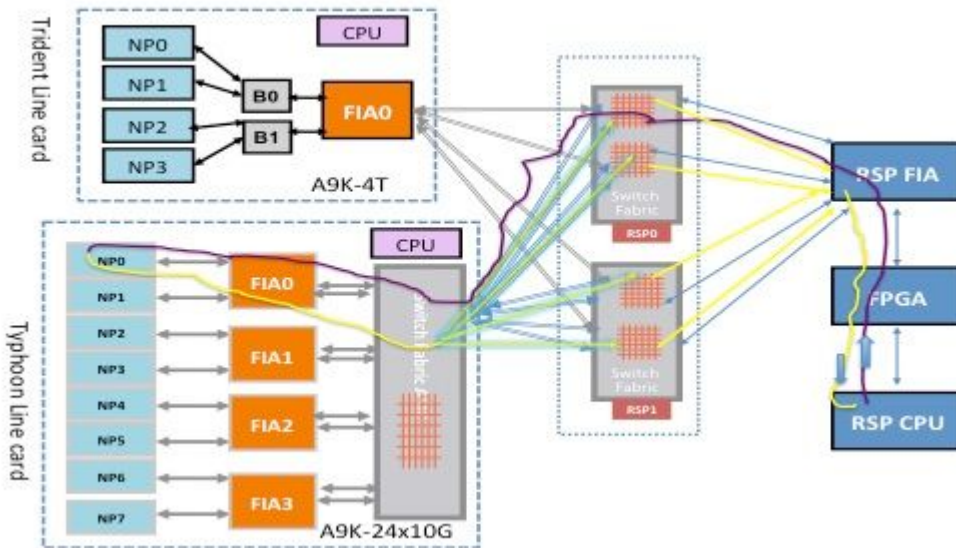 Trident Line card
CPU
NP0
NP1
NP2
NP3
B0
B1
FIA0
A9K-4T
Typhoon Line card
CPU
NP0
NP1
NP2
NP3
NP4
NP5
NP6
NP7
FIA0
FIA1
FIA2
FIA3
Switch Fabric
A9K-24x10G
Switch
Fabric
RSP0
Switch
Fabric
RSP1
RSP FIA
FPGA
RSP CPU